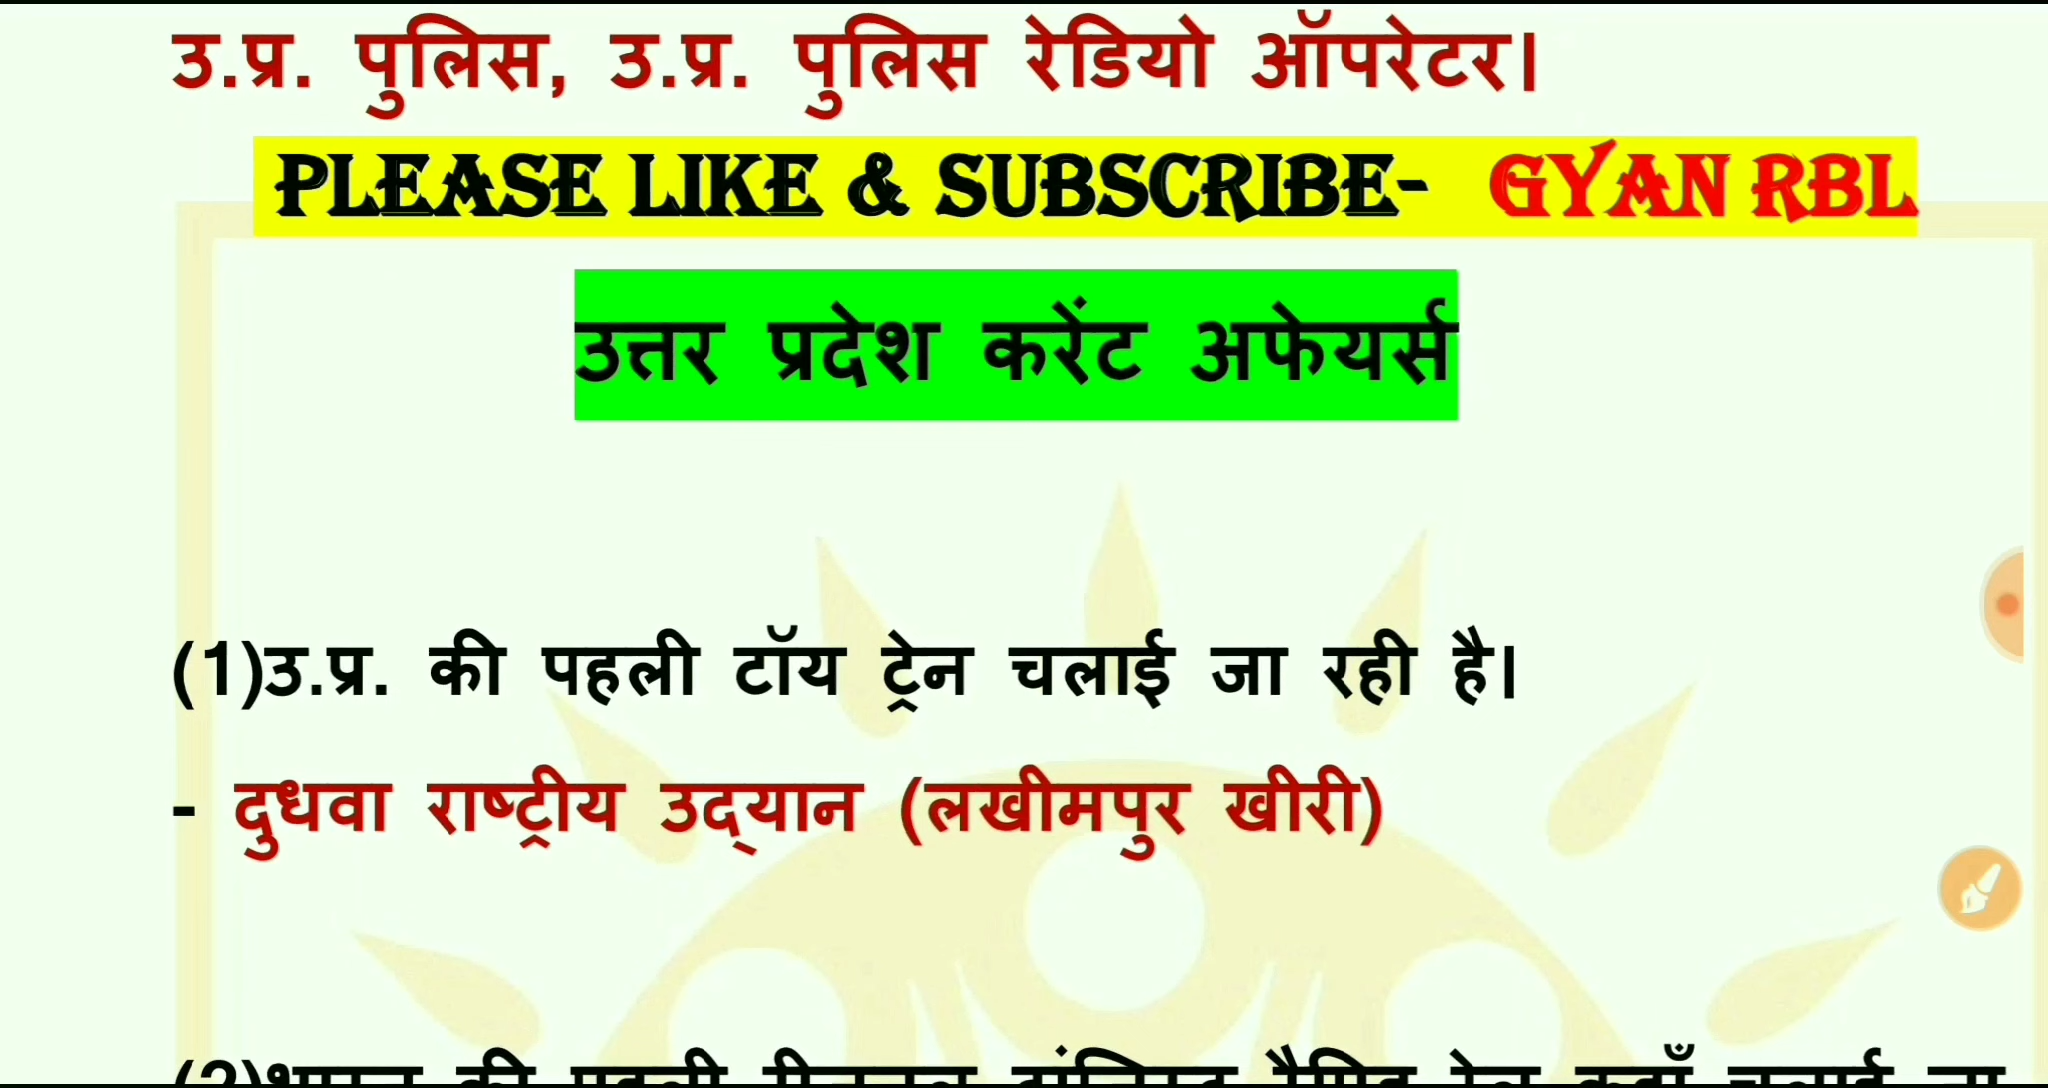 उ.प्र. पुलिस, उ.प्र. पुलिस रेडियो ऑपरेटर।
PLEASE LIKE & SUBSCRIBE- GYAN RBL
उत्तर प्रदेश करेंट अफेयर्स
(1)उ.प्र. की पहली टॉय ट्रेन चलाई जा रही है।
- दुधवा राष्ट्रीय उद्यान (लखीमपुर खीरी)